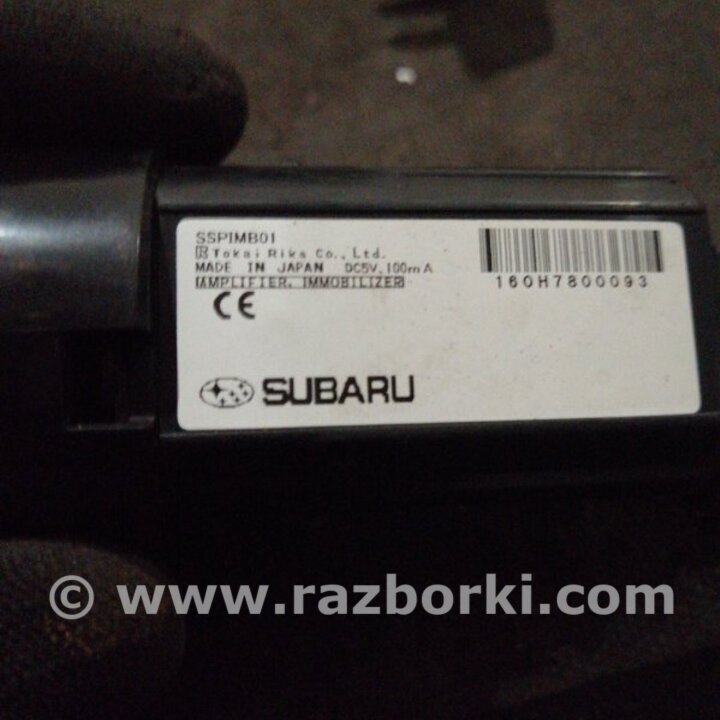 SSPIMB01
Tokai Rika Co., Ltd.
MADE IN JAPAN DC5V, 100mA
AMPLIFIER, IMMOBILIZER
160H7800093
CE
SUBARU
© www.razborki.com